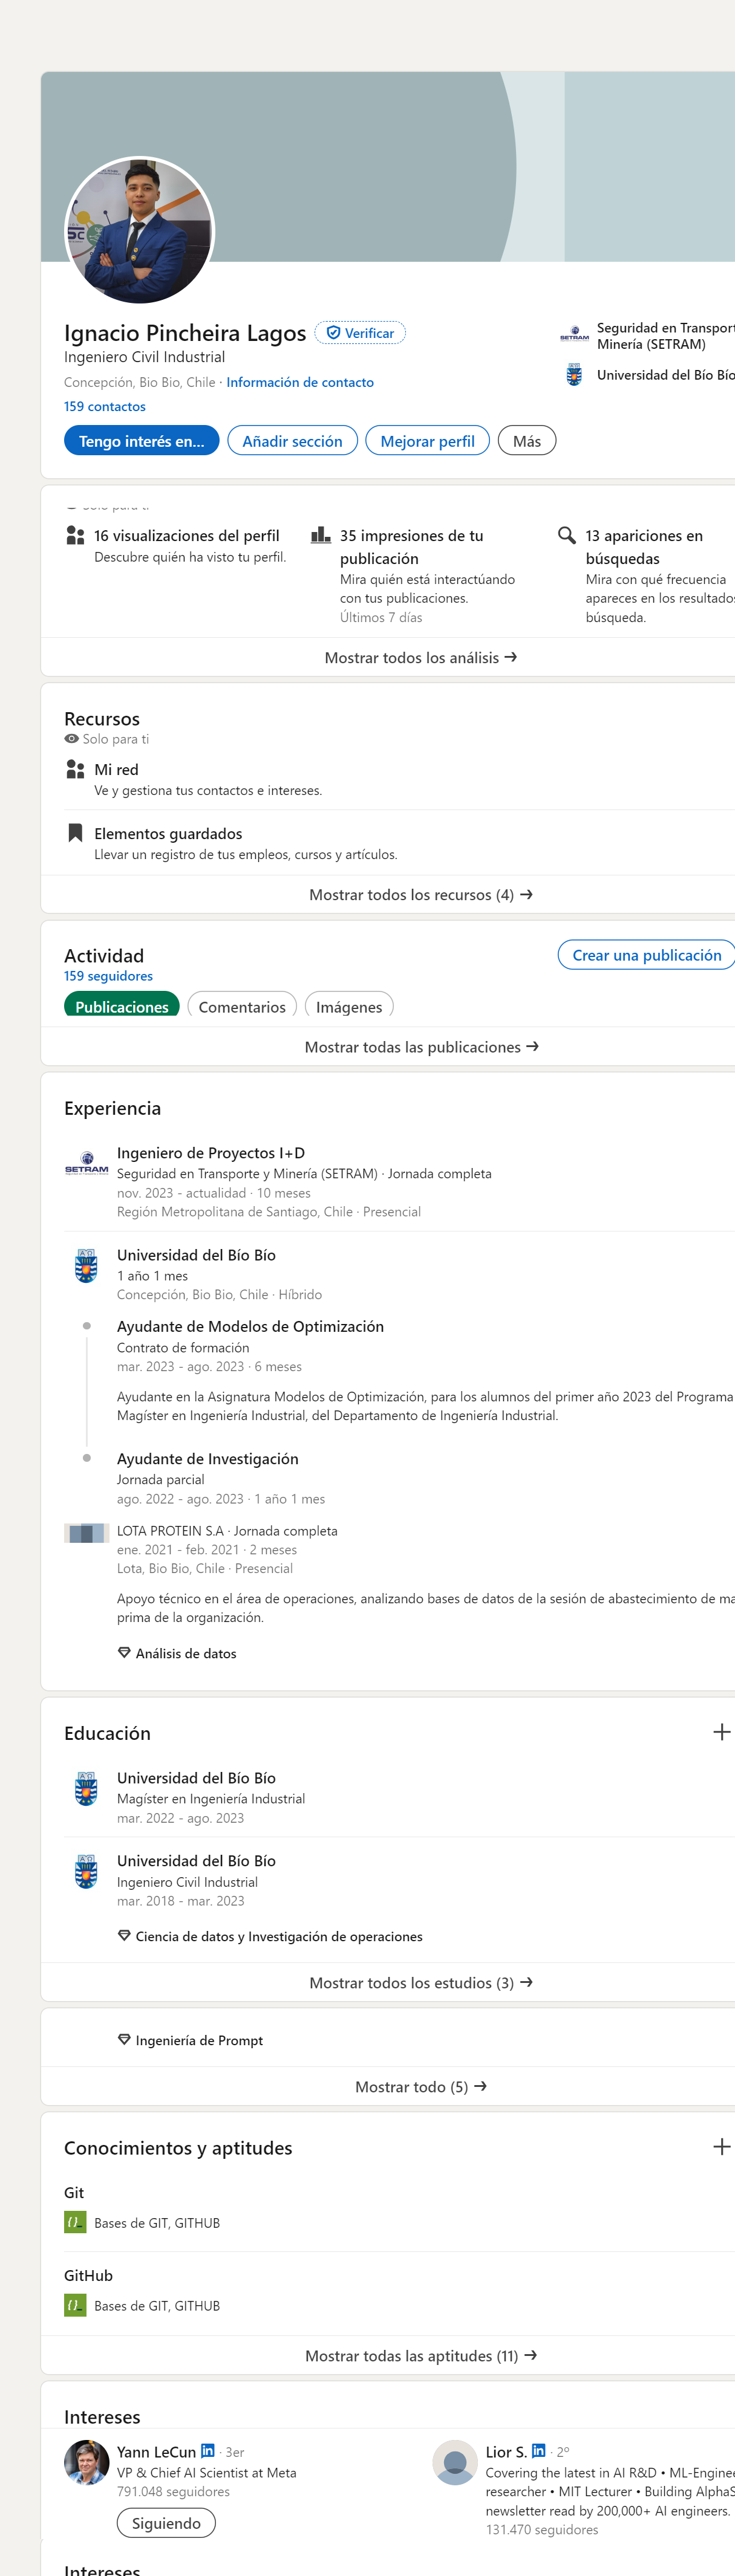 Ignacio Pincheira Lagos
Verificar
Ingeniero Civil Industrial
Concepción, Bio Bio, Chile · Información de contacto
159 contactos
SETRAM
Seguridad en Transport
Minería (SETRAM)
Universidad del Bío Bío
Tengo interés en...
Añadir sección
Mejorar perfil
Más
16 visualizaciones del perfil
Descubre quién ha visto tu perfil.
35 impresiones de tu
publicación
Mira quién está interactuando
con tus publicaciones.
Últimos 7 días
13 apariciones en
búsquedas
Mira con qué frecuencia
apareces en los resultados
búsqueda.
Mostrar todos los análisis →
Recursos
Solo para ti
Mi red
Ve y gestiona tus contactos e intereses.
Elementos guardados
Llevar un registro de tus empleos, cursos y artículos.
Mostrar todos los recursos (4) →
Actividad
159 seguidores
Crear una publicación
Publicaciones
Comentarios
Imágenes
Mostrar todas las publicaciones →
Experiencia
SETRAM
Ingeniero de Proyectos I+D
Seguridad en Transporte y Minería (SETRAM) · Jornada completa
nov. 2023 - actualidad · 10 meses
Región Metropolitana de Santiago, Chile · Presencial
Universidad del Bío Bío
1 año 1 mes
Concepción, Bio Bio, Chile · Híbrido
Ayudante de Modelos de Optimización
Contrato de formación
mar. 2023 - ago. 2023 · 6 meses
Ayudante en la Asignatura Modelos de Optimización, para los alumnos del primer año 2023 del Programa
Magíster en Ingeniería Industrial, del Departamento de Ingeniería Industrial.
Ayudante de Investigación
Jornada parcial
ago. 2022 - ago. 2023 · 1 año 1 mes
LOTA PROTEIN S.A · Jornada completa
ene. 2021 - feb. 2021 · 2 meses
Lota, Bio Bio, Chile · Presencial
Apoyo técnico en el área de operaciones, analizando bases de datos de la sesión de abastecimiento de ma
prima de la organización.
Análisis de datos
Educación
Universidad del Bío Bío
Magíster en Ingeniería Industrial
mar. 2022 - ago. 2023
Universidad del Bío Bío
Ingeniero Civil Industrial
mar. 2018 - mar. 2023
Ciencia de datos y Investigación de operaciones
Mostrar todos los estudios (3) →
Ingeniería de Prompt
Mostrar todo (5) →
Conocimientos y aptitudes
Git
Bases de GIT, GITHUB
GitHub
Bases de GIT, GITHUB
Mostrar todas las aptitudes (11) →
Intereses
Yann LeCun in · 3er
VP & Chief AI Scientist at Meta
791.048 seguidores
Siguiendo
Lior S. in · 2º
Covering the latest in AI R&D • ML-Enginee
researcher • MIT Lecturer • Building AlphaS
newsletter read by 200,000+ AI engineers.
131.470 seguidores
Intereses